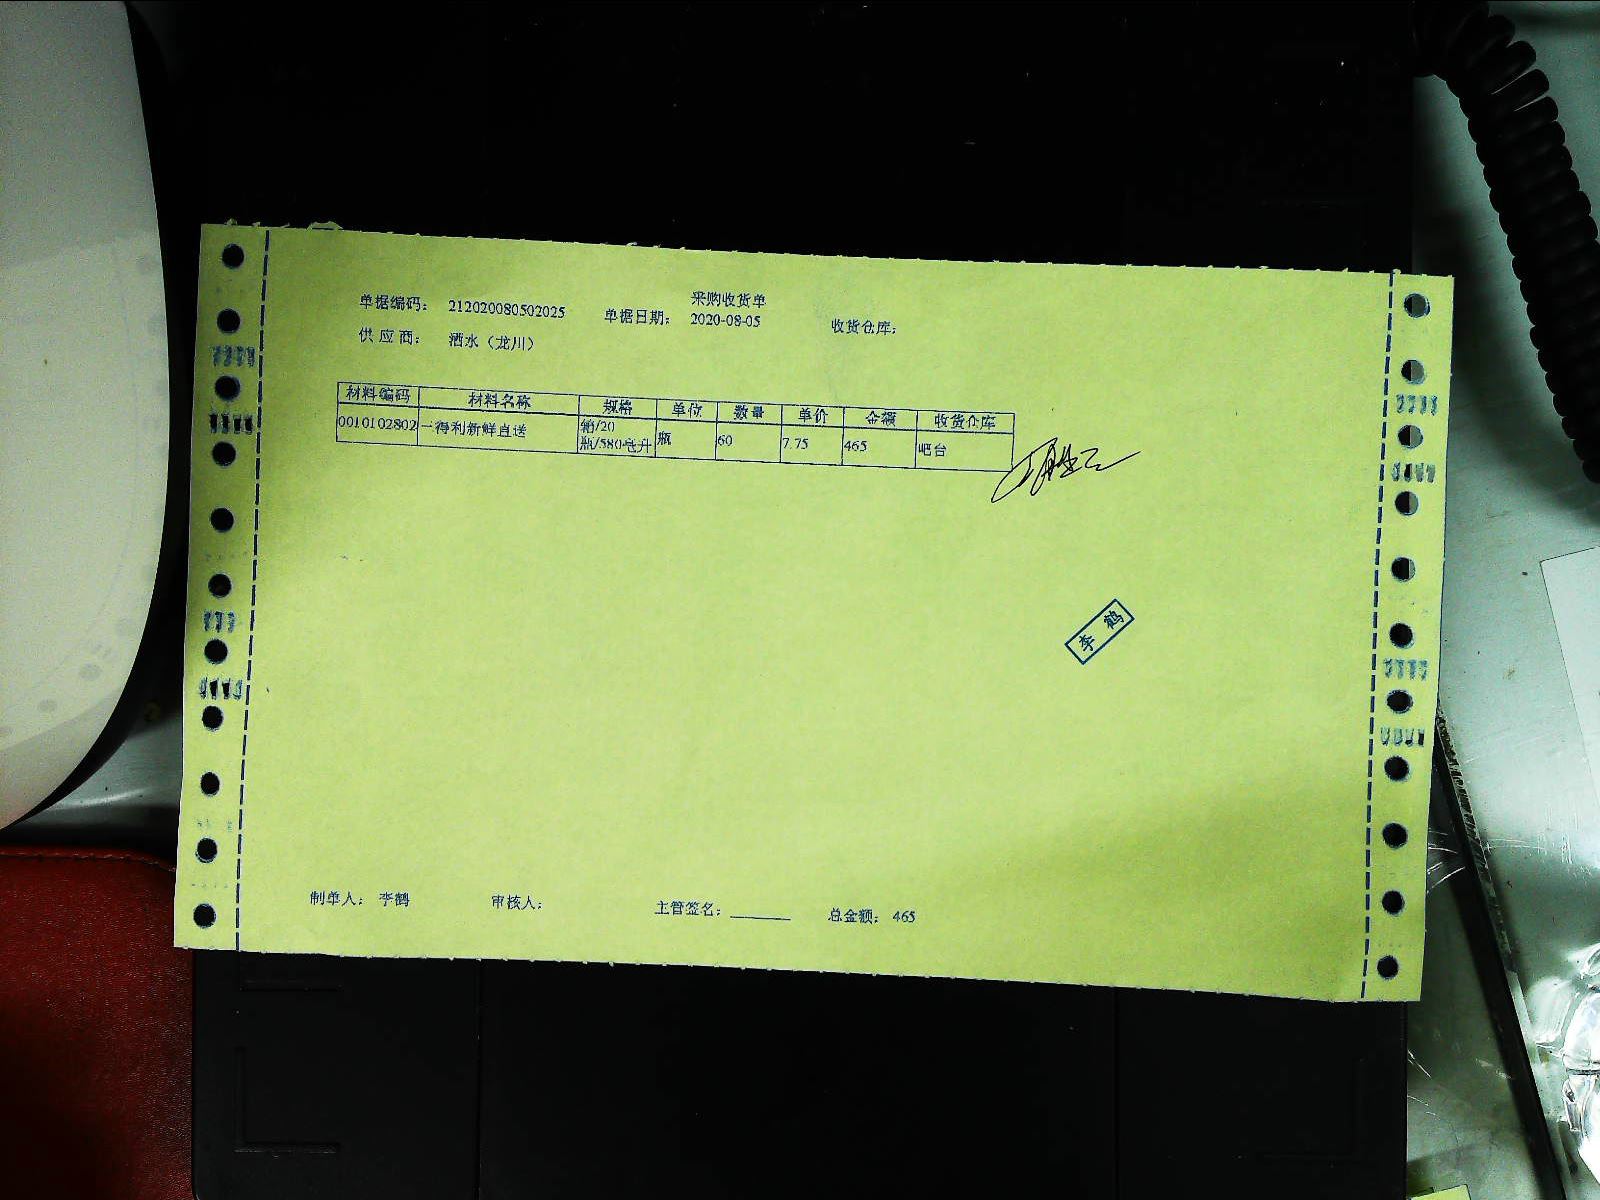 采购收货单
单据编码： 212020080502025 单据日期： 2020-08-05 收货仓库：
供 应 商： 酒水（龙川）
材料编码 材料名称 规格 单位 数量 单价 金额 收货仓库
0010102802 一得利新鲜直送 箱/20瓶/580毫升 瓶 60 7.75 465 吧台
李 鹤
制单人： 李鹤 审核人： 主管签名： 总金额： 465